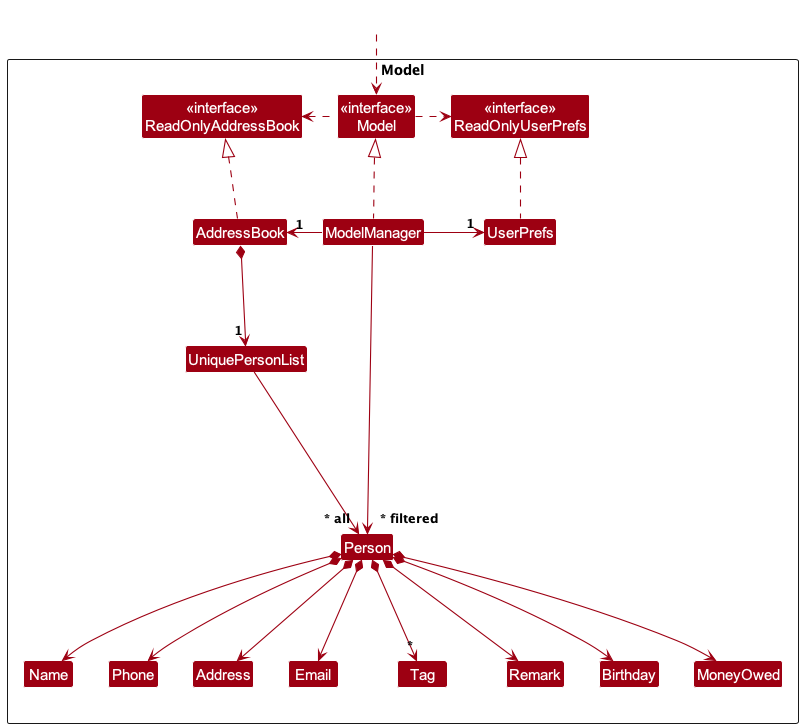 Model
«interface»
ReadOnlyAddressBook
«interface»
Model
«interface»
ReadOnlyUserPrefs
AddressBook
1
ModelManager
1
UserPrefs
1
UniquePersonList
* all
* filtered
Person
*
Name
Phone
Address
Email
Tag
Remark
Birthday
MoneyOwed